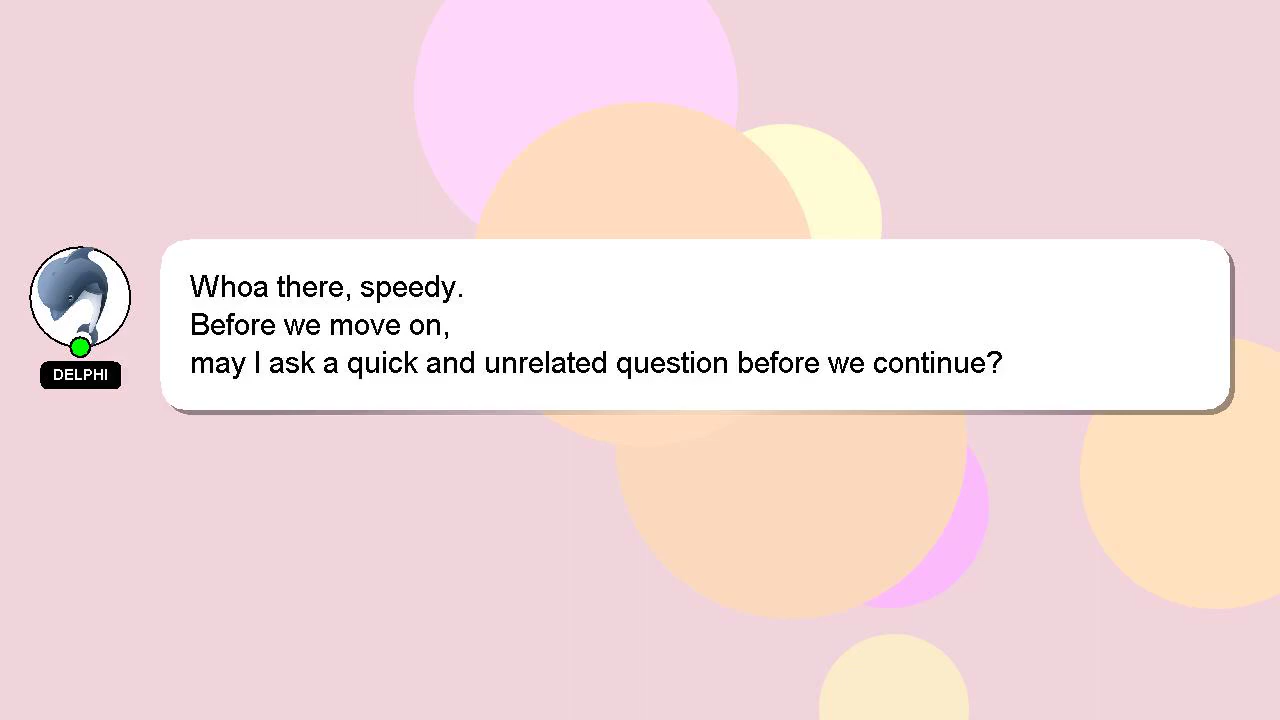 Whoa there, speedy.
Before we move on,
may I ask a quick and unrelated question before we continue?
DELPHI